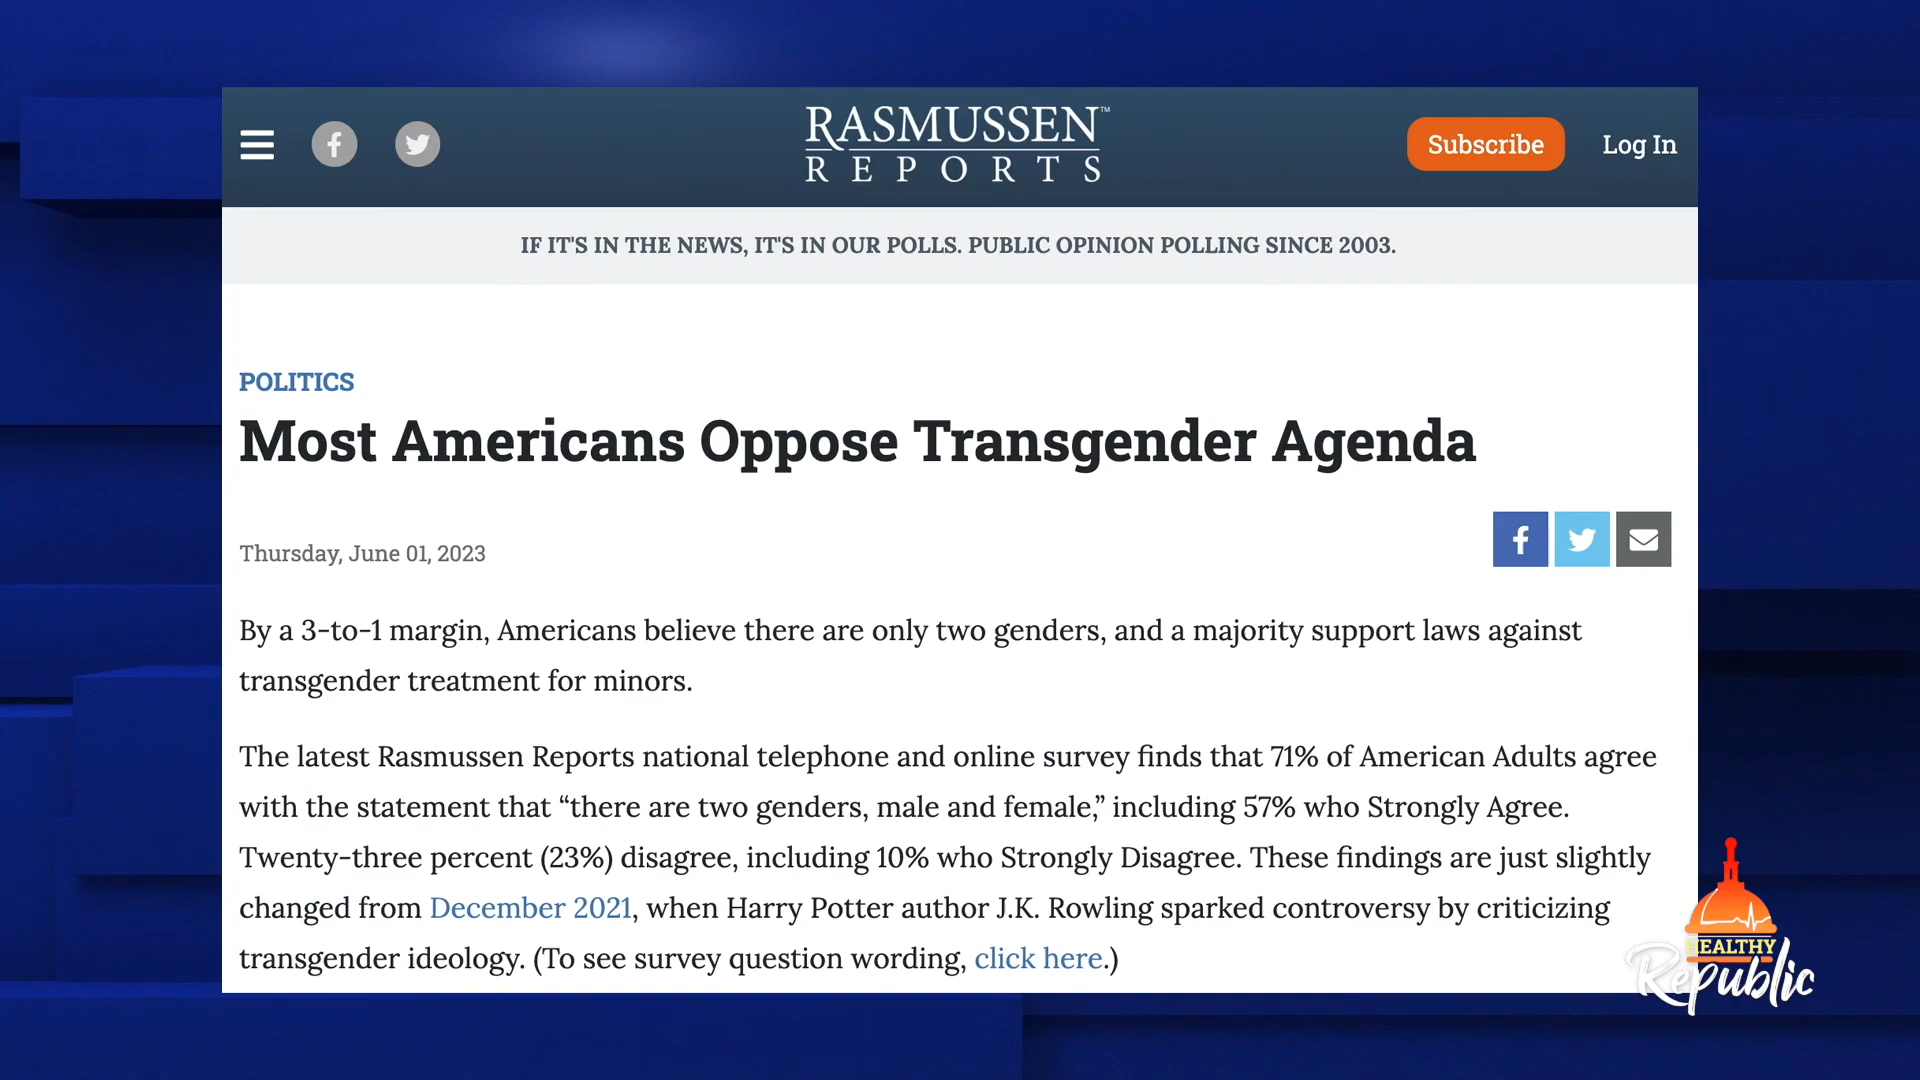 RASMUSSEN™
REPORTS
Subscribe
Log In
IF IT'S IN THE NEWS, IT'S IN OUR POLLS. PUBLIC OPINION POLLING SINCE 2003.
POLITICS
Most Americans Oppose Transgender Agenda
Thursday, June 01, 2023
By a 3-to-1 margin, Americans believe there are only two genders, and a majority support laws against
transgender treatment for minors.
The latest Rasmussen Reports national telephone and online survey finds that 71% of American Adults agree
with the statement that “there are two genders, male and female,” including 57% who Strongly Agree.
Twenty-three percent (23%) disagree, including 10% who Strongly Disagree. These findings are just slightly
changed from December 2021, when Harry Potter author J.K. Rowling sparked controversy by criticizing
transgender ideology. (To see survey question wording, click here.)
HEALTHY
Republic